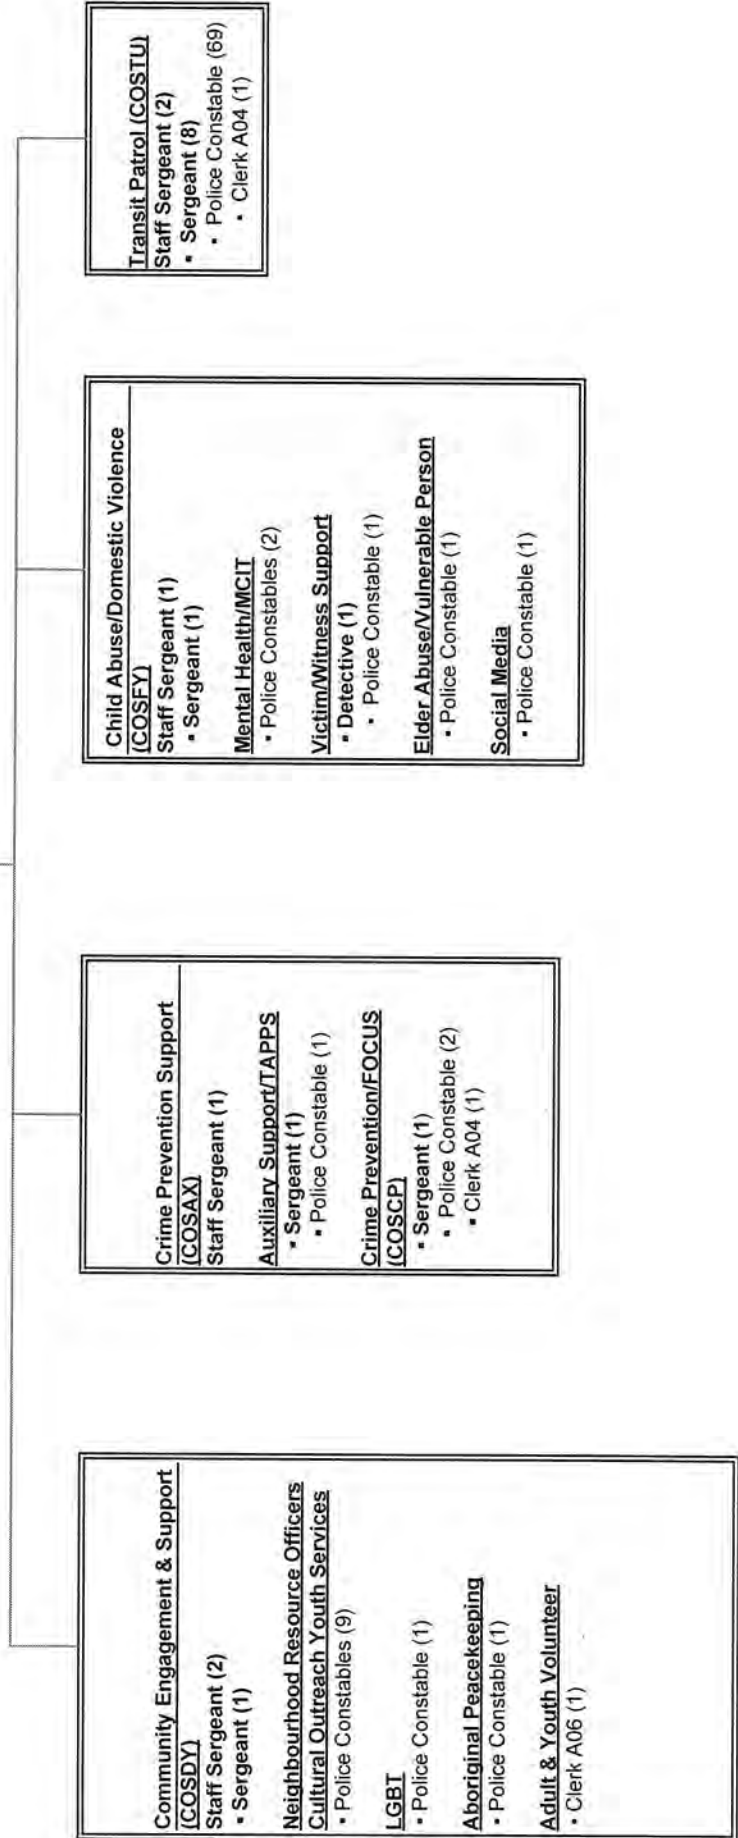 Community Engagement & Support
(COSDY)
Staff Sergeant (2)
▪ Sergeant (1)
Neighbourhood Resource Officers
Cultural Outreach Youth Services
▪ Police Constables (9)
LGBT
▪ Police Constable (1)
Aboriginal Peacekeeping
▪ Police Constable (1)
Adult & Youth Volunteer
▪ Clerk A06 (1)
Crime Prevention Support
(COSAX)
Staff Sergeant (1)
Auxiliary Support/TAPPS
▪ Sergeant (1)
▪ Police Constable (1)
Crime Prevention/FOCUS
(COSCP)
▪ Sergeant (1)
▪ Police Constable (2)
▪ Clerk A04 (1)
Child Abuse/Domestic Violence
(COSFY)
Staff Sergeant (1)
▪ Sergeant (1)
Mental Health/MCIT
▪ Police Constables (2)
Victim/Witness Support
▪ Detective (1)
▪ Police Constable (1)
Elder Abuse/Vulnerable Person
▪ Police Constable (1)
Social Media
▪ Police Constable (1)
Transit Patrol (COSTU)
Staff Sergeant (2)
▪ Sergeant (8)
▪ Police Constable (69)
▪ Clerk A04 (1)